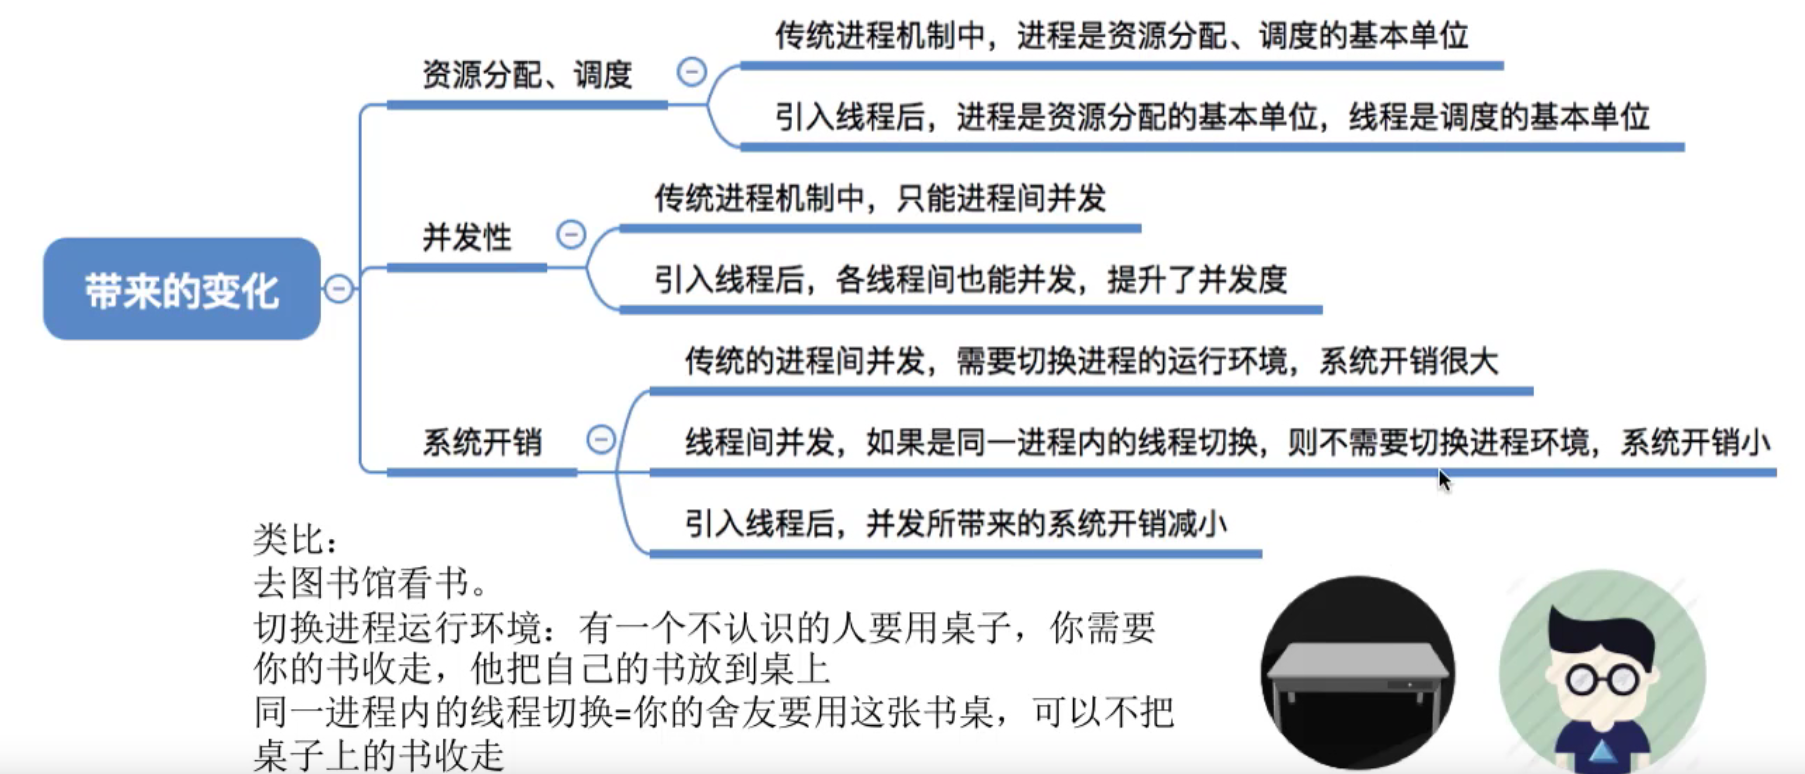 带来的变化
资源分配、调度
传统进程机制中，进程是资源分配、调度的基本单位
引入线程后，进程是资源分配的基本单位，线程是调度的基本单位
并发性
传统进程机制中，只能进程间并发
引入线程后，各线程间也能并发，提升了并发度
系统开销
传统的进程间并发，需要切换进程的运行环境，系统开销很大
线程间并发，如果是同一进程内的线程切换，则不需要切换进程环境，系统开销小
引入线程后，并发所带来的系统开销减小
类比：
去图书馆看书。
切换进程运行环境：有一个不认识的人要用桌子，你需要
你的书收走，他把自己的书放到桌上
同一进程内的线程切换=你的舍友要用这张书桌，可以不把
桌子上的书收走